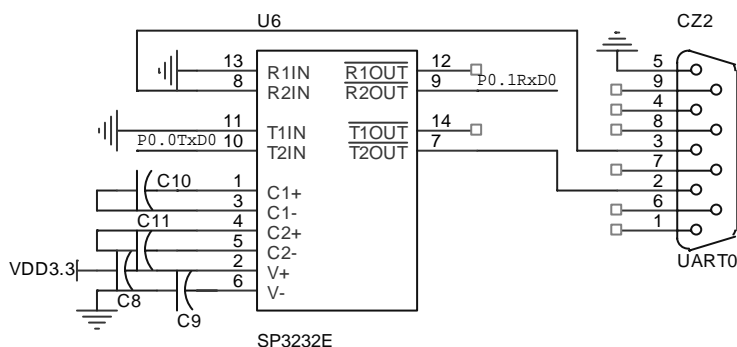 U6
CZ2
13 R1IN R1OUT 12
8 R2IN R2OUT 9 P0.1RxD0
11 T1IN T1OUT 14
P0.0TxD0 10 T2IN T2OUT 7
C10 1 C1+
3 C1-
C11 4 C2+
5 C2-
VDD3.3 2 V+
C8 6 V-
C9
SP3232E
5
9
4
8
3
7
2
6
1
UART0